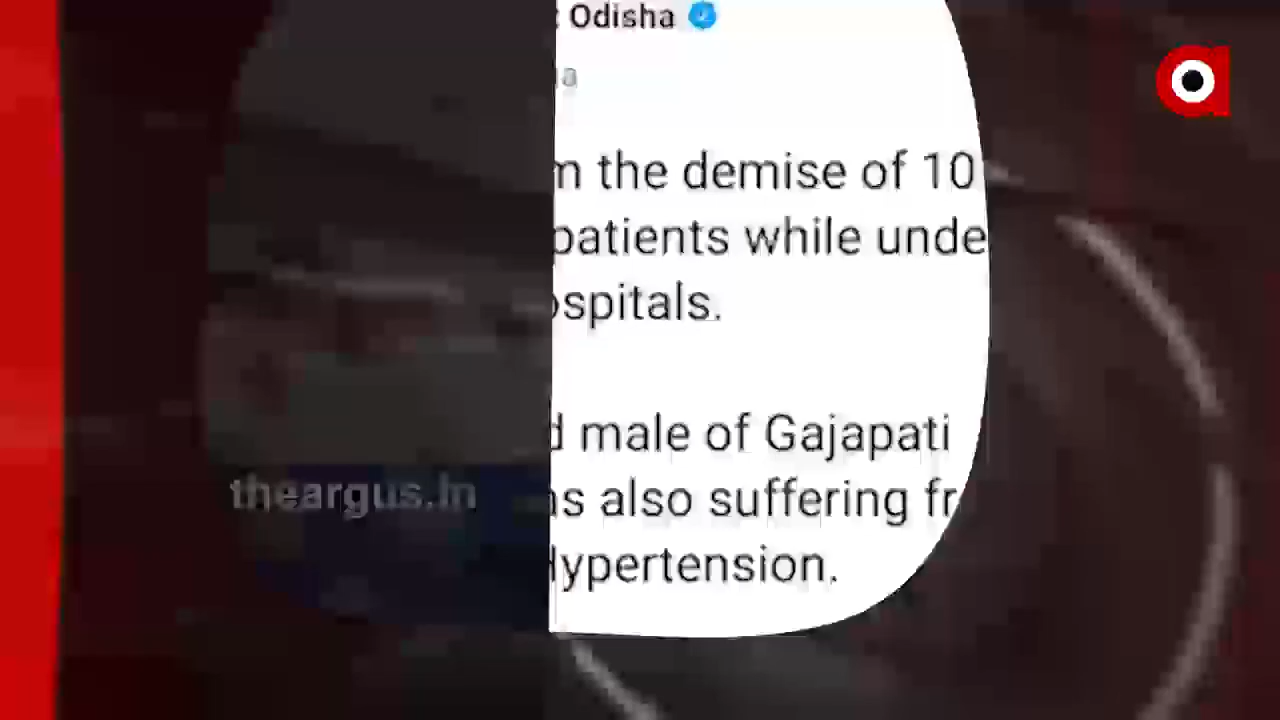 : Odisha
a
the demise of 10
patients while unde
ospitals.
d male of Gajapati
as also suffering fr
Hypertension.
theargus.in